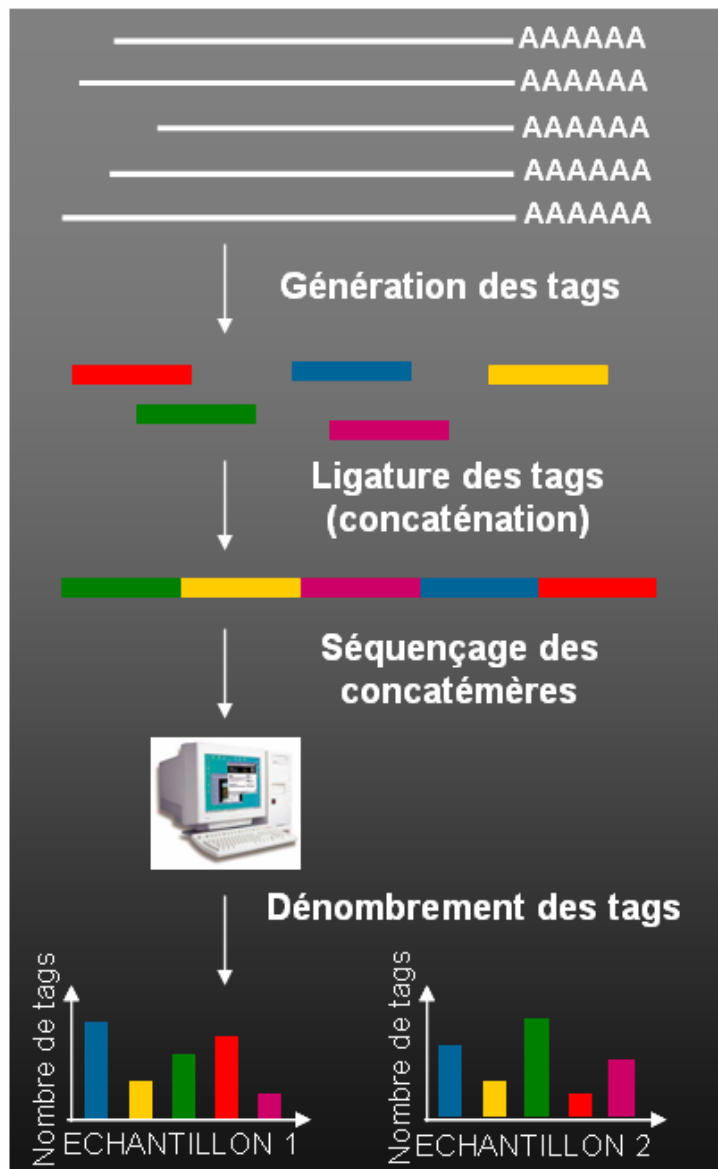 AAAAAA
AAAAAA
AAAAAA
AAAAAA
AAAAAA
Génération des tags
Ligature des tags
(concaténation)
Séquençage des
concatémères
Dénombrement des tags
Nombre de tags
ECHANTILLON 1
Nombre de tags
ECHANTILLON 2